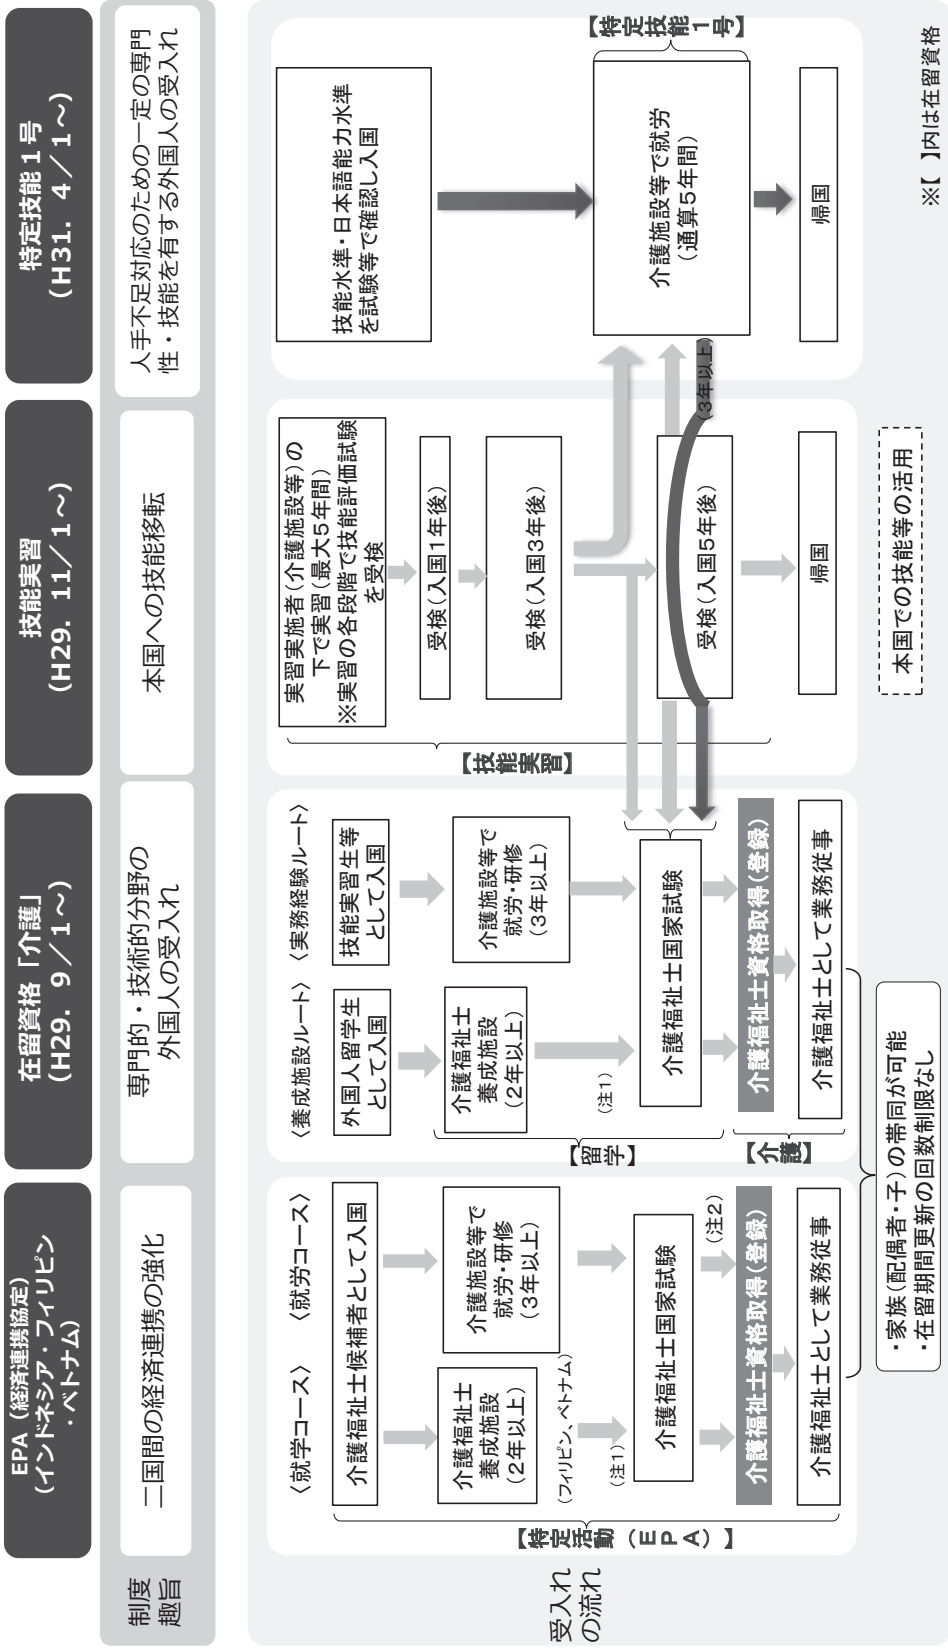 EPA（経済連携協定）
（インドネシア・フィリピン
・ベトナム）
在留資格「介護」
（H29．９／１～）
技能実習
（H29．11／１～）
特定技能１号
（H31．４／１～）
制度
趣旨
二国間の経済連携の強化
専門的・技術的分野の
外国人の受入れ
本国への技能移転
人手不足対応のための一定の専門
性・技能を有する外国人の受入れ
受入れ
の流れ
〈就学コース〉
〈就労コース〉
介護福祉士候補者として入国
介護福祉士
養成施設
（2年以上）
介護施設等で
就労・研修
（3年以上）
（フィリピン、ベトナム）
（注1）
介護福祉士国家試験
（注2）
介護福祉士資格取得（登録）
介護福祉士として業務従事
【特定活動（ＥＰＡ）】
〈養成施設ルート〉
〈実務経験ルート〉
外国人留学生
として入国
技能実習生等
として入国
介護福祉士
養成施設
（2年以上）
介護施設等で
就労・研修
（3年以上）
（注1）
介護福祉士国家試験
介護福祉士資格取得（登録）
介護福祉士として業務従事
【留学】
【介護】
・家族（配偶者・子）の帯同が可能
・在留期間更新の回数制限なし
実習実施者（介護施設等）の
下で実習（最大5年間）
※実習の各段階で技能評価試験
を受検
受検（入国1年後）
受検（入国3年後）
受検（入国5年後）
帰国
【技能実習】
本国での技能等の活用
技能水準・日本語能力水準
を試験等で確認し入国
介護施設等で就労
（通算5年間）
（3年以上）
帰国
【特定技能１号】
※【　】内は在留資格